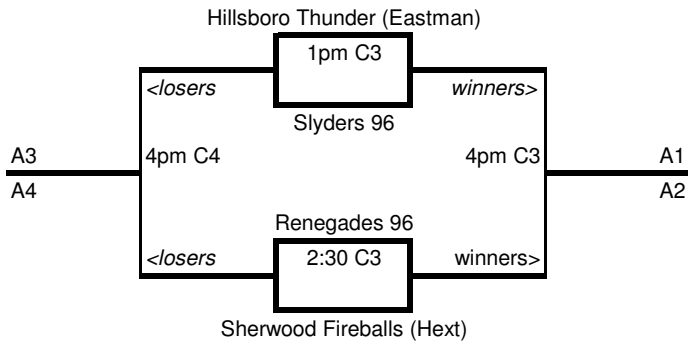 Hillsboro Thunder (Eastman)
1pm C3
<losers
winners>
Slyders 96
A3
4pm C4
4pm C3
A1
A4
A2
Renegades 96
<losers
2:30 C3
winners>
Sherwood Fireballs (Hext)